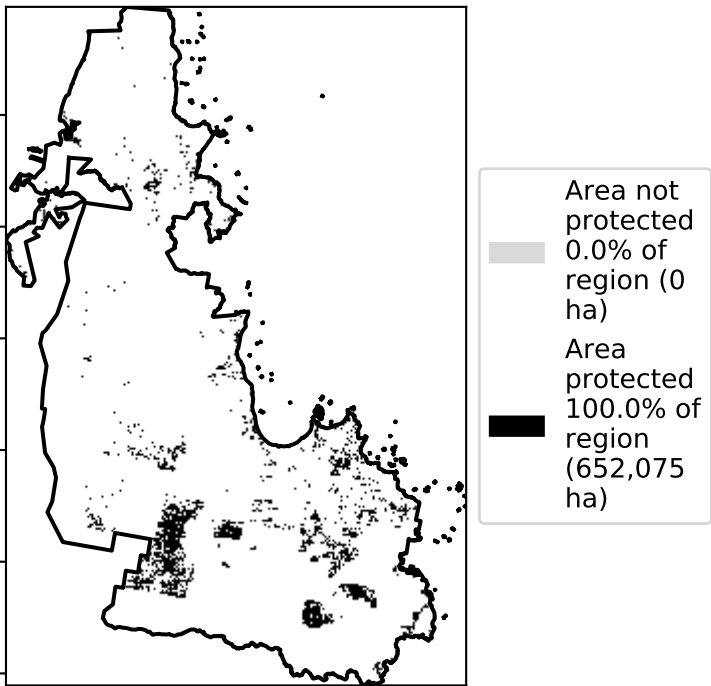 Area not
protected
0.0% of
region (0
ha)
Area
protected
100.0% of
region
(652,075
ha)